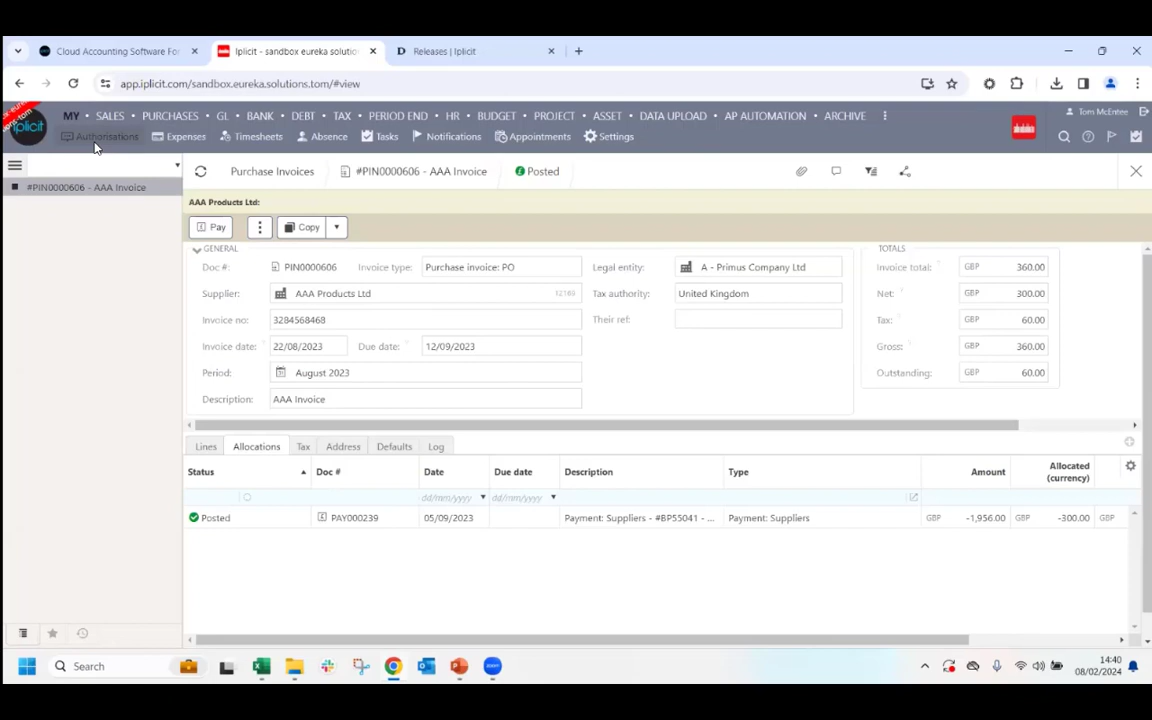 Cloud Accounting Software For
Iplicit - sandbox eureka solutio
Releases | Iplicit
app.iplicit.com/sandbox.eureka.solutions.tom/#view
MY • SALES • PURCHASES • GL • BANK • DEBT • TAX • PERIOD END • HR • BUDGET • PROJECT • ASSET • DATA UPLOAD • AP AUTOMATION • ARCHIVE
Tom McEntee
iplicit
Authorisations Expenses Timesheets Absence Tasks Notifications Appointments Settings
Purchase Invoices #PIN0000606 - AAA Invoice Posted
#PIN0000606 - AAA Invoice
AAA Products Ltd:
Pay Copy
GENERAL TOTALS
Doc #: PIN0000606 Invoice type: Purchase invoice: PO Legal entity: A - Primus Company Ltd Invoice total: GBP 360.00
Supplier: AAA Products Ltd Tax authority: United Kingdom Net: GBP 300.00
Invoice no: 3284568468 Their ref: Tax: GBP 60.00
Invoice date: 22/08/2023 Due date: 12/09/2023 Gross: GBP 360.00
Period: August 2023 Outstanding: GBP 60.00
Description: AAA Invoice
Lines Allocations Tax Address Defaults Log
Status Doc # Date Due date Description Type Amount Allocated (currency)
dd/mm/yyyy dd/mm/yyyy
Posted PAY000239 05/09/2023 Payment: Suppliers - #BP55041 - ... Payment: Suppliers GBP -1,956.00 GBP -300.00 GBP
Search
14:40
08/02/2024